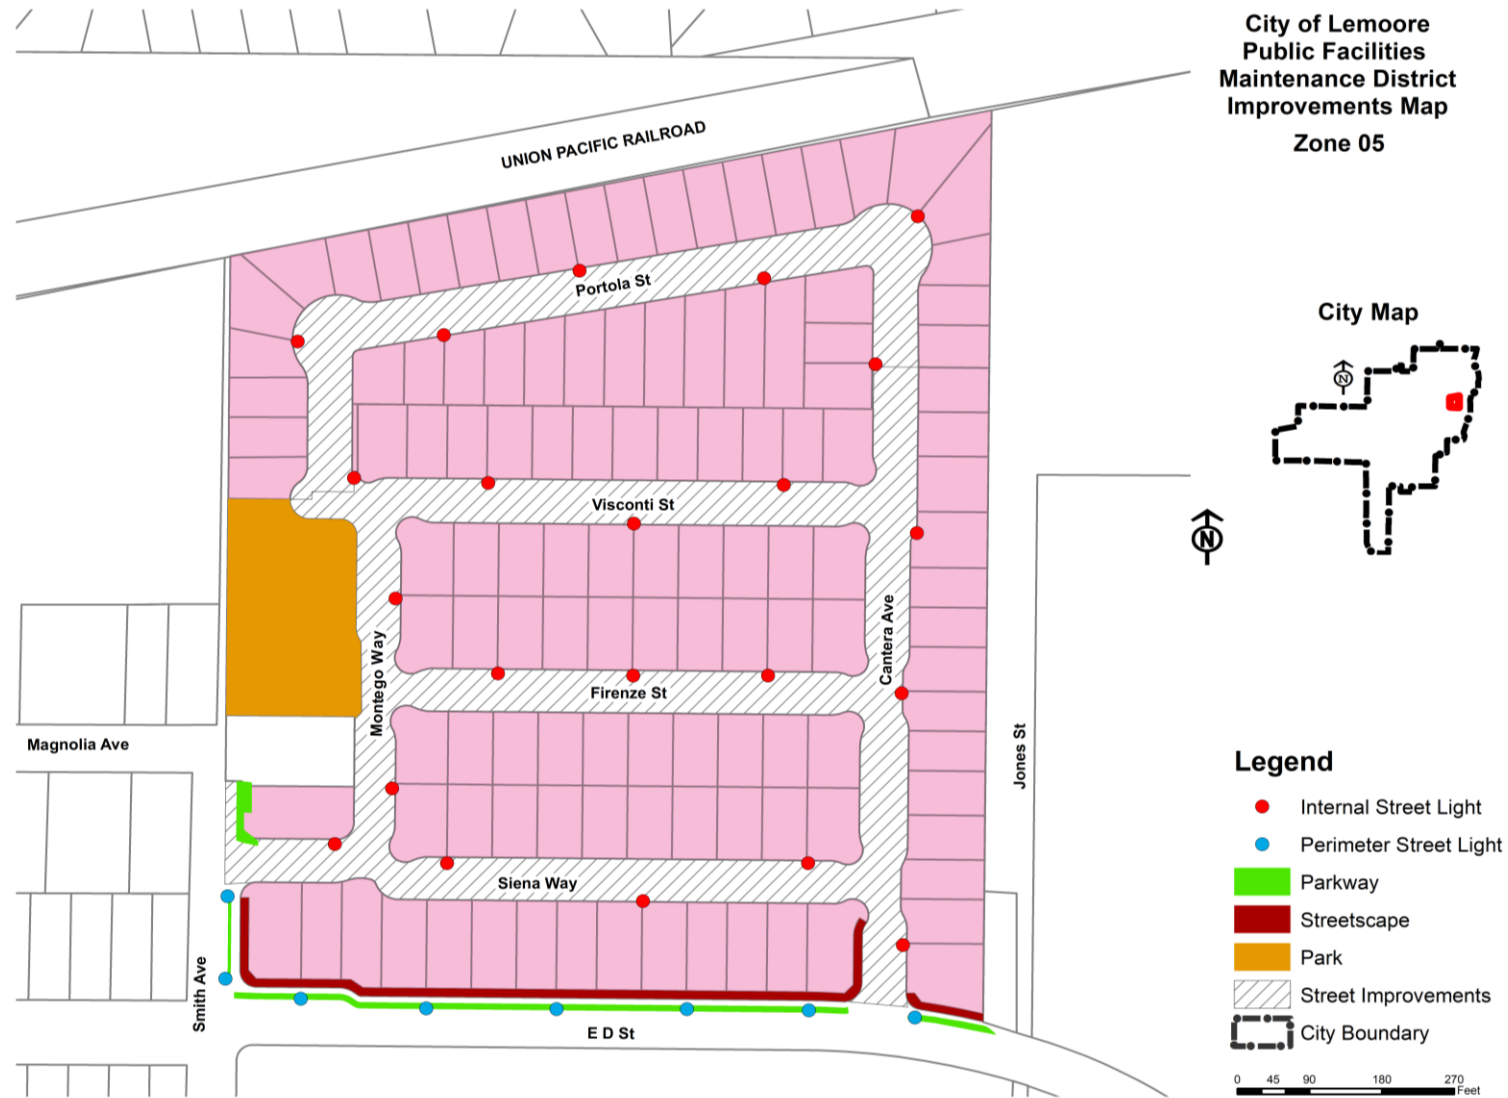 City of Lemoore
Public Facilities
Maintenance District
Improvements Map
Zone 05
UNION PACIFIC RAILROAD
Portola St
City Map
N
Visconti St
N
Cantera Ave
Montego Way
Firenze St
Magnolia Ave
Jones St
Legend
Internal Street Light
Perimeter Street Light
Siena Way
Parkway
Streetscape
Park
Smith Ave
Street Improvements
E D St
City Boundary
0 45 90 180 270
Feet